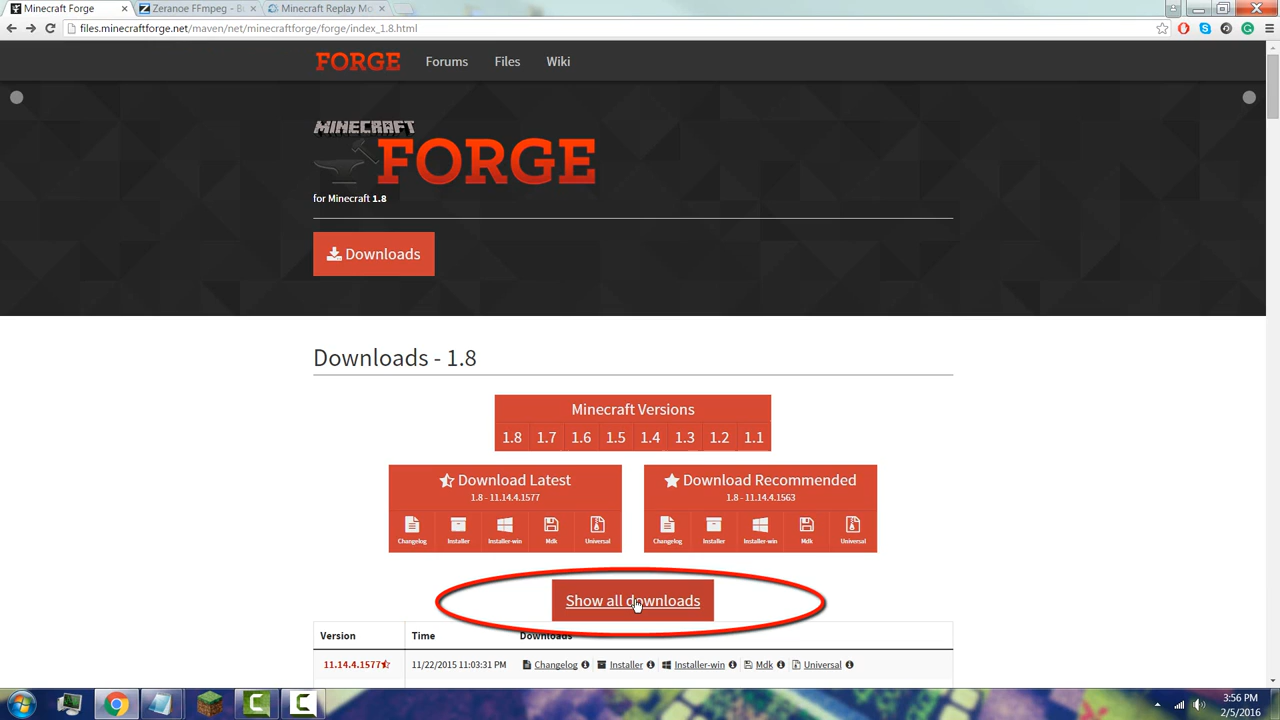 Minecraft Forge
Zeranoe FFmpeg - B
Minecraft Replay Mo
files.minecraftforge.net/maven/net/minecraftforge/forge/index_1.8.html
FORGE Forums Files Wiki
MINECRAFT
FORGE
for Minecraft 1.8
Downloads
Downloads - 1.8
Minecraft Versions
1.8 1.7 1.6 1.5 1.4 1.3 1.2 1.1
Download Latest
1.8 - 11.14.4.1577
Changelog Installer Installer-win Mdk Universal
Download Recommended
1.8 - 11.14.4.1563
Changelog Installer Installer-win Mdk Universal
Show all downloads
Version Time Downloads
11.14.4.1577 11/22/2015 11:03:31 PM Changelog Installer Installer-win Mdk Universal
3:56 PM
2/5/2016